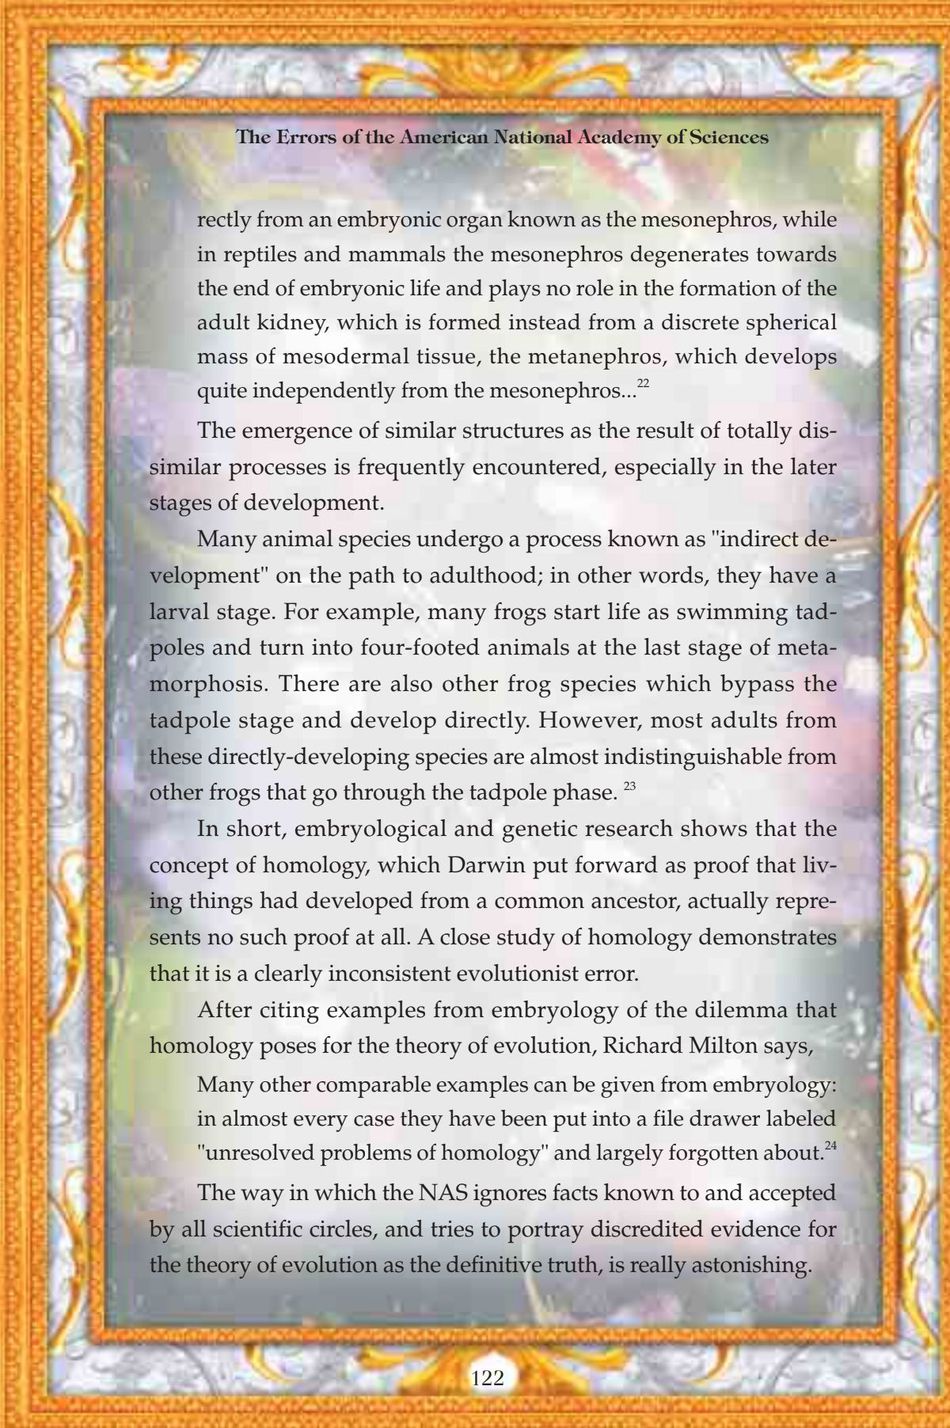 The Errors of the American National Academy of Sciences
rectly from an embryonic organ known as the mesonephros, while
in reptiles and mammals the mesonephros degenerates towards
the end of embryonic life and plays no role in the formation of the
adult kidney, which is formed instead from a discrete spherical
mass of mesodermal tissue, the metanephros, which develops
quite independently from the mesonephros...22
The emergence of similar structures as the result of totally dis-
similar processes is frequently encountered, especially in the later
stages of development.
Many animal species undergo a process known as "indirect de-
velopment" on the path to adulthood; in other words, they have a
larval stage. For example, many frogs start life as swimming tad-
poles and turn into four-footed animals at the last stage of meta-
morphosis. There are also other frog species which bypass the
tadpole stage and develop directly. However, most adults from
these directly-developing species are almost indistinguishable from
other frogs that go through the tadpole phase. 23
In short, embryological and genetic research shows that the
concept of homology, which Darwin put forward as proof that liv-
ing things had developed from a common ancestor, actually repre-
sents no such proof at all. A close study of homology demonstrates
that it is a clearly inconsistent evolutionist error.
After citing examples from embryology of the dilemma that
homology poses for the theory of evolution, Richard Milton says,
Many other comparable examples can be given from embryology:
in almost every case they have been put into a file drawer labeled
"unresolved problems of homology" and largely forgotten about.24
The way in which the NAS ignores facts known to and accepted
by all scientific circles, and tries to portray discredited evidence for
the theory of evolution as the definitive truth, is really astonishing.
122